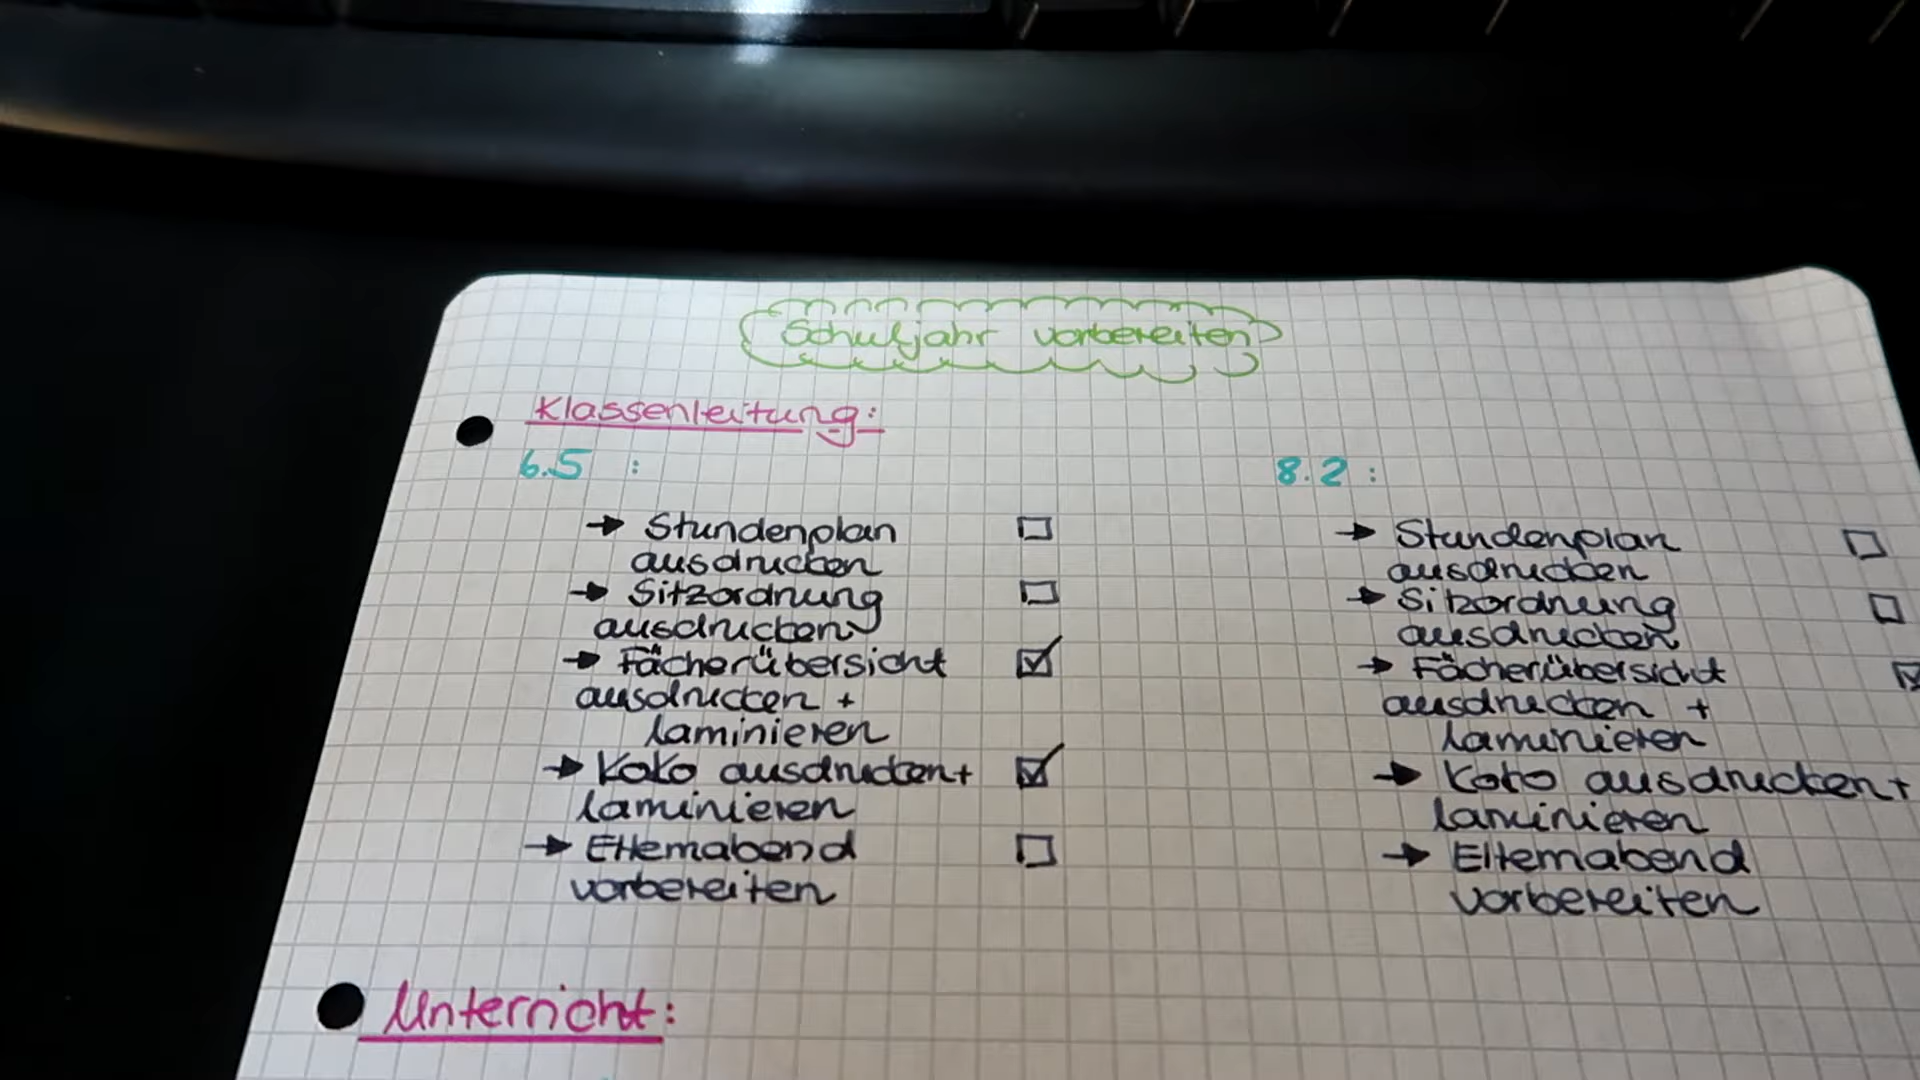 Schuljahr vorbereiten
Klassenleitung:
6.5 :
→ Stundenplan
ausdrucken
→ Sitzordnung
ausdrucken
→ Fächerübersicht
ausdrucken +
laminieren
→ Koko ausdrucken+
laminieren
→ Elternabend
vorbereiten
8.2 :
→ Stundenplan
ausdrucken
→ Sitzordnung
ausdrucken
→ Fächerübersicht
ausdrucken +
laminieren
→ Koko ausdrucken+
laminieren
→ Elternabend
vorbereiten
Unterricht: